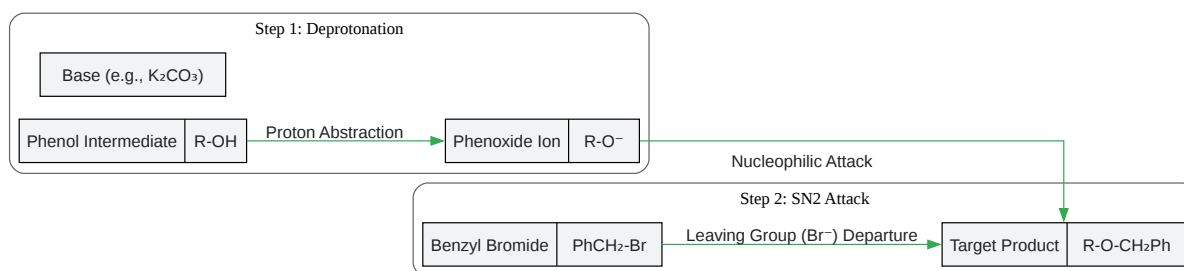 Step 1: Deprotonation
Base (e.g., K₂CO₃)
Phenol Intermediate R-OH
Proton Abstraction
Phenoxide Ion R-O⁻
Nucleophilic Attack
Step 2: SN2 Attack
Benzyl Bromide PhCH₂-Br
Leaving Group (Br⁻) Departure
Target Product R-O-CH₂Ph